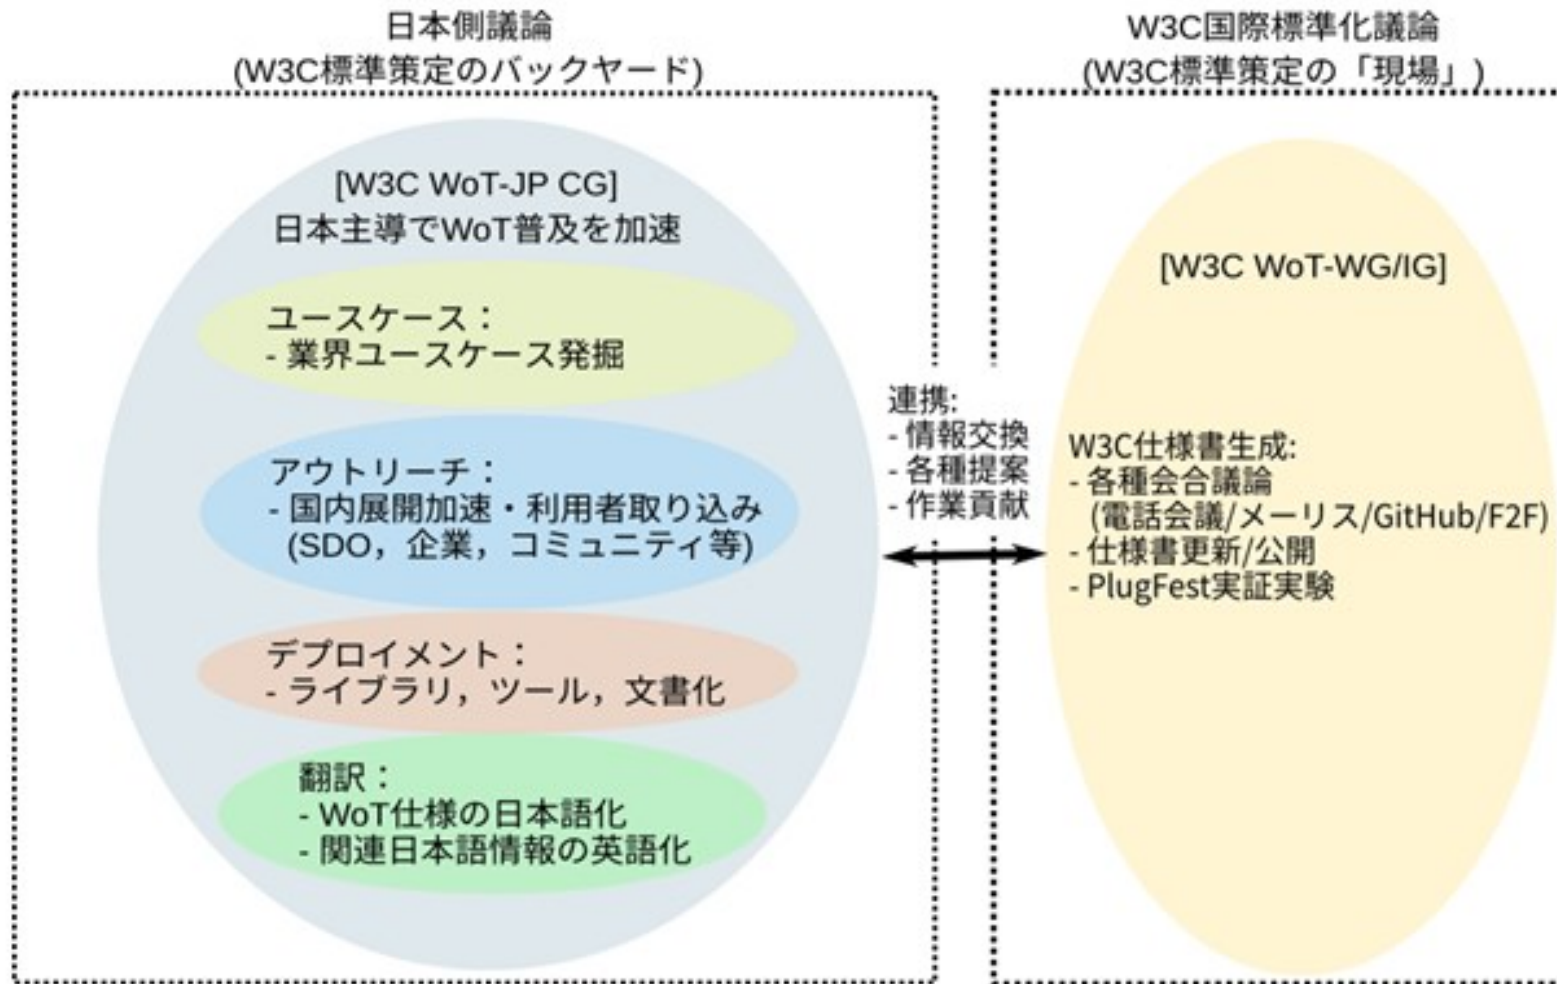 日本側議論
(W3C標準策定のバックヤード)
[W3C WoT-JP CG]
日本主導でWoT普及を加速
ユースケース：
- 業界ユースケース発掘
アウトリーチ：
- 国内展開加速・利用者取り込み
(SDO，企業，コミュニティ等)
デプロイメント：
- ライブラリ，ツール，文書化
翻訳：
- WoT仕様の日本語化
- 関連日本語情報の英語化
連携:
- 情報交換
- 各種提案
- 作業貢献
W3C国際標準化議論
(W3C標準策定の「現場」)
[W3C WoT-WG/IG]
W3C仕様書生成:
- 各種会合議論
(電話会議/メーリス/GitHub/F2F)
- 仕様書更新/公開
- PlugFest実証実験